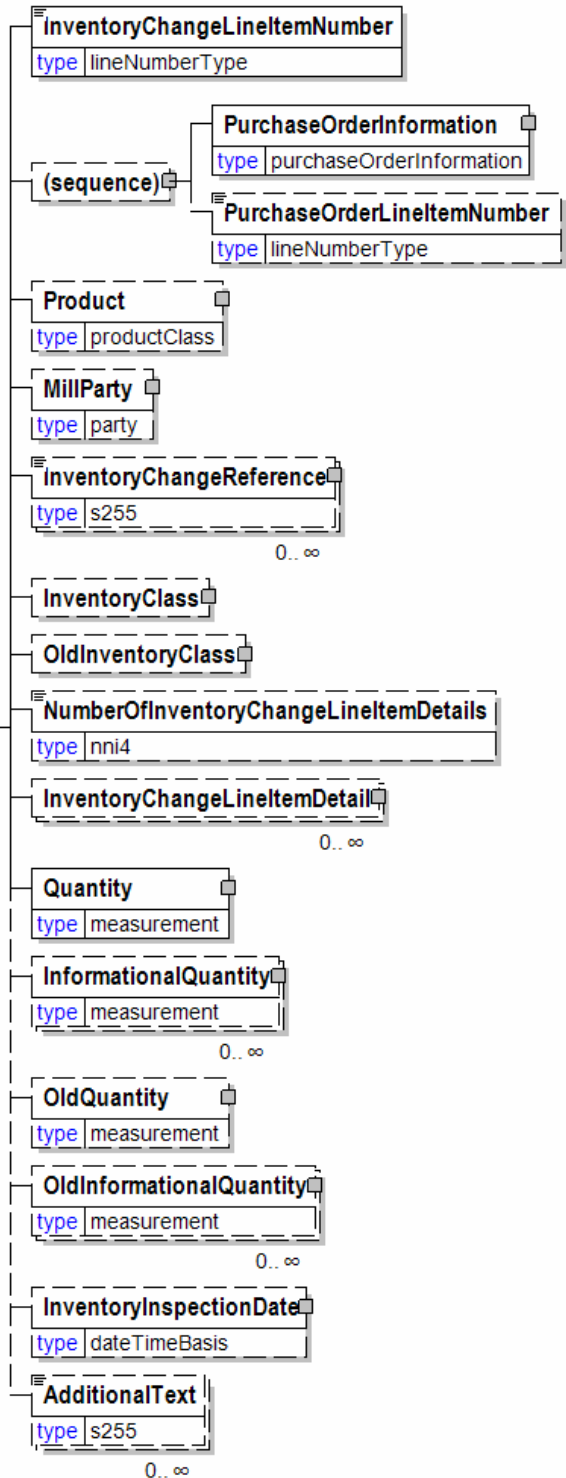 InventoryChangeLineItemNumber
type lineNumberType
PurchaseOrderInformation
type purchaseOrderInformation
(sequence)
PurchaseOrderLineItemNumber
type lineNumberType
Product
type productClass
MillParty
type party
InventoryChangeReference
type s255
0.. ∞
InventoryClass
OldInventoryClass
NumberOfInventoryChangeLineItemDetails
type nni4
InventoryChangeLineItemDetail
0.. ∞
Quantity
type measurement
InformationalQuantity
type measurement
0.. ∞
OldQuantity
type measurement
OldInformationalQuantity
type measurement
0.. ∞
InventoryInspectionDate
type dateTimeBasis
AdditionalText
type s255
0.. ∞